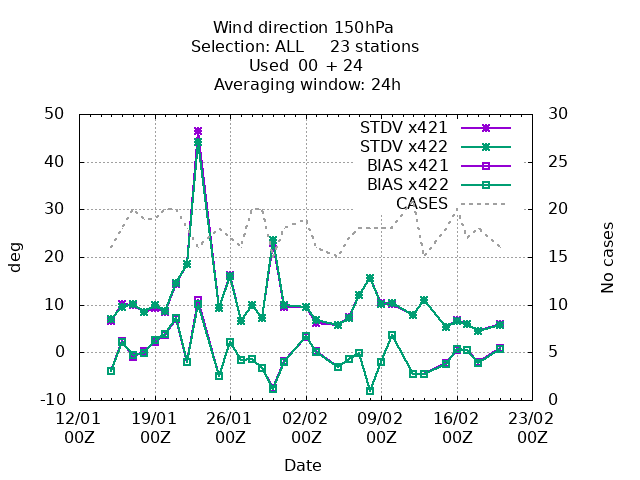 Wind direction 150hPa
Selection: ALL 23 stations
Used 00 + 24
Averaging window: 24h
50 30
STDV x421
STDV x422
40 25
BIAS x421
BIAS x422
CASES
30 20
deg
No cases
20 15
10 10
0 5
-10 0
12/01 19/01 26/01 02/02 09/02 16/02 23/02
00Z 00Z 00Z 00Z 00Z 00Z 00Z
Date